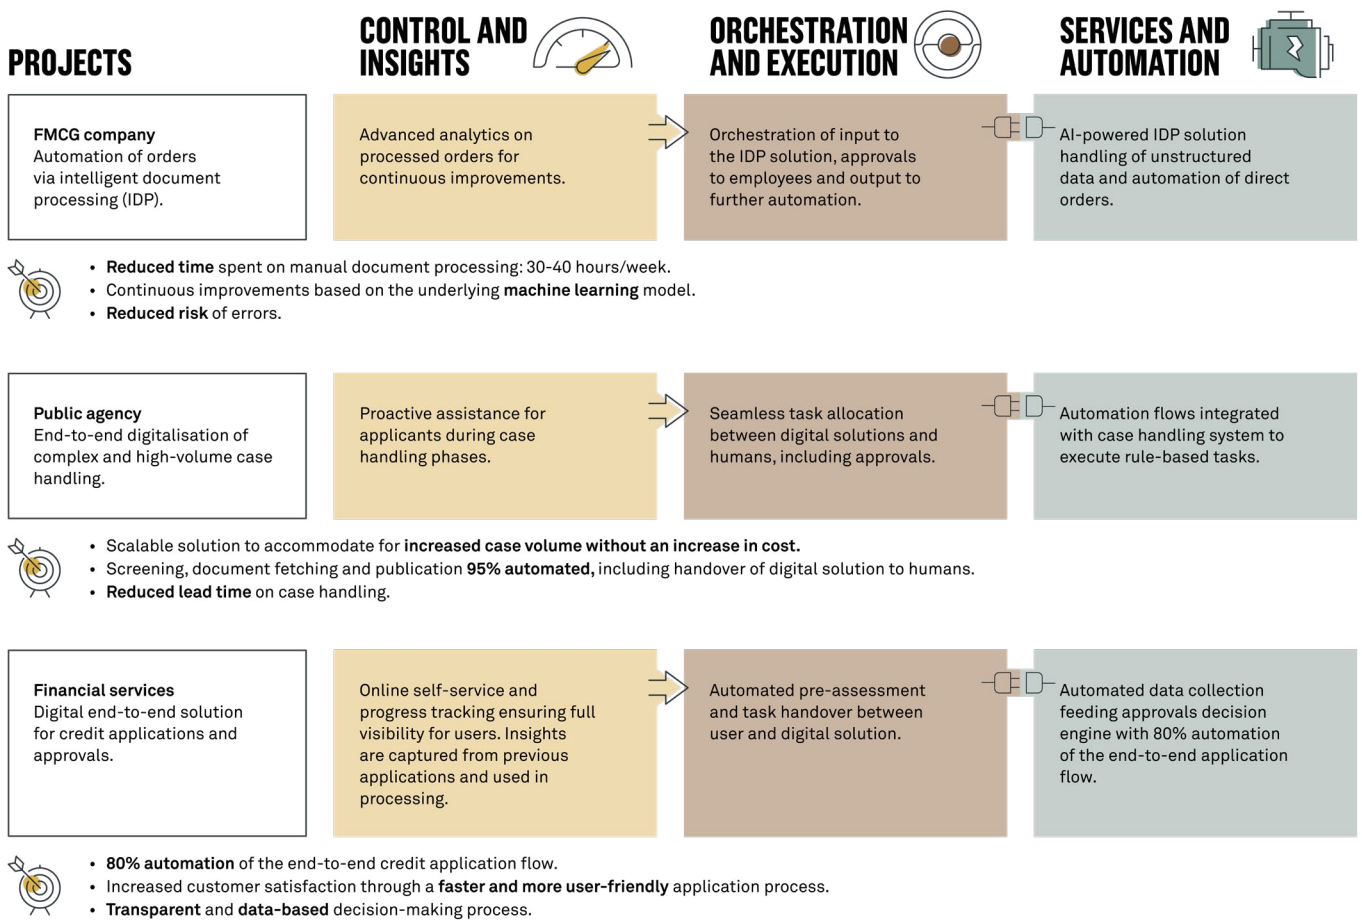 PROJECTS
CONTROL AND
INSIGHTS
ORCHESTRATION
AND EXECUTION
SERVICES AND
AUTOMATION
FMCG company
Automation of orders
via intelligent document
processing (IDP).
Advanced analytics on
processed orders for
continuous improvements.
Orchestration of input to
the IDP solution, approvals
to employees and output to
further automation.
AI-powered IDP solution
handling of unstructured
data and automation of direct
orders.
• Reduced time spent on manual document processing: 30-40 hours/week.
• Continuous improvements based on the underlying machine learning model.
• Reduced risk of errors.
Public agency
End-to-end digitalisation of
complex and high-volume case
handling.
Proactive assistance for
applicants during case
handling phases.
Seamless task allocation
between digital solutions and
humans, including approvals.
Automation flows integrated
with case handling system to
execute rule-based tasks.
• Scalable solution to accommodate for increased case volume without an increase in cost.
• Screening, document fetching and publication 95% automated, including handover of digital solution to humans.
• Reduced lead time on case handling.
Financial services
Digital end-to-end solution
for credit applications and
approvals.
Online self-service and
progress tracking ensuring full
visibility for users. Insights
are captured from previous
applications and used in
processing.
Automated pre-assessment
and task handover between
user and digital solution.
Automated data collection
feeding approvals decision
engine with 80% automation
of the end-to-end application
flow.
• 80% automation of the end-to-end credit application flow.
• Increased customer satisfaction through a faster and more user-friendly application process.
• Transparent and data-based decision-making process.